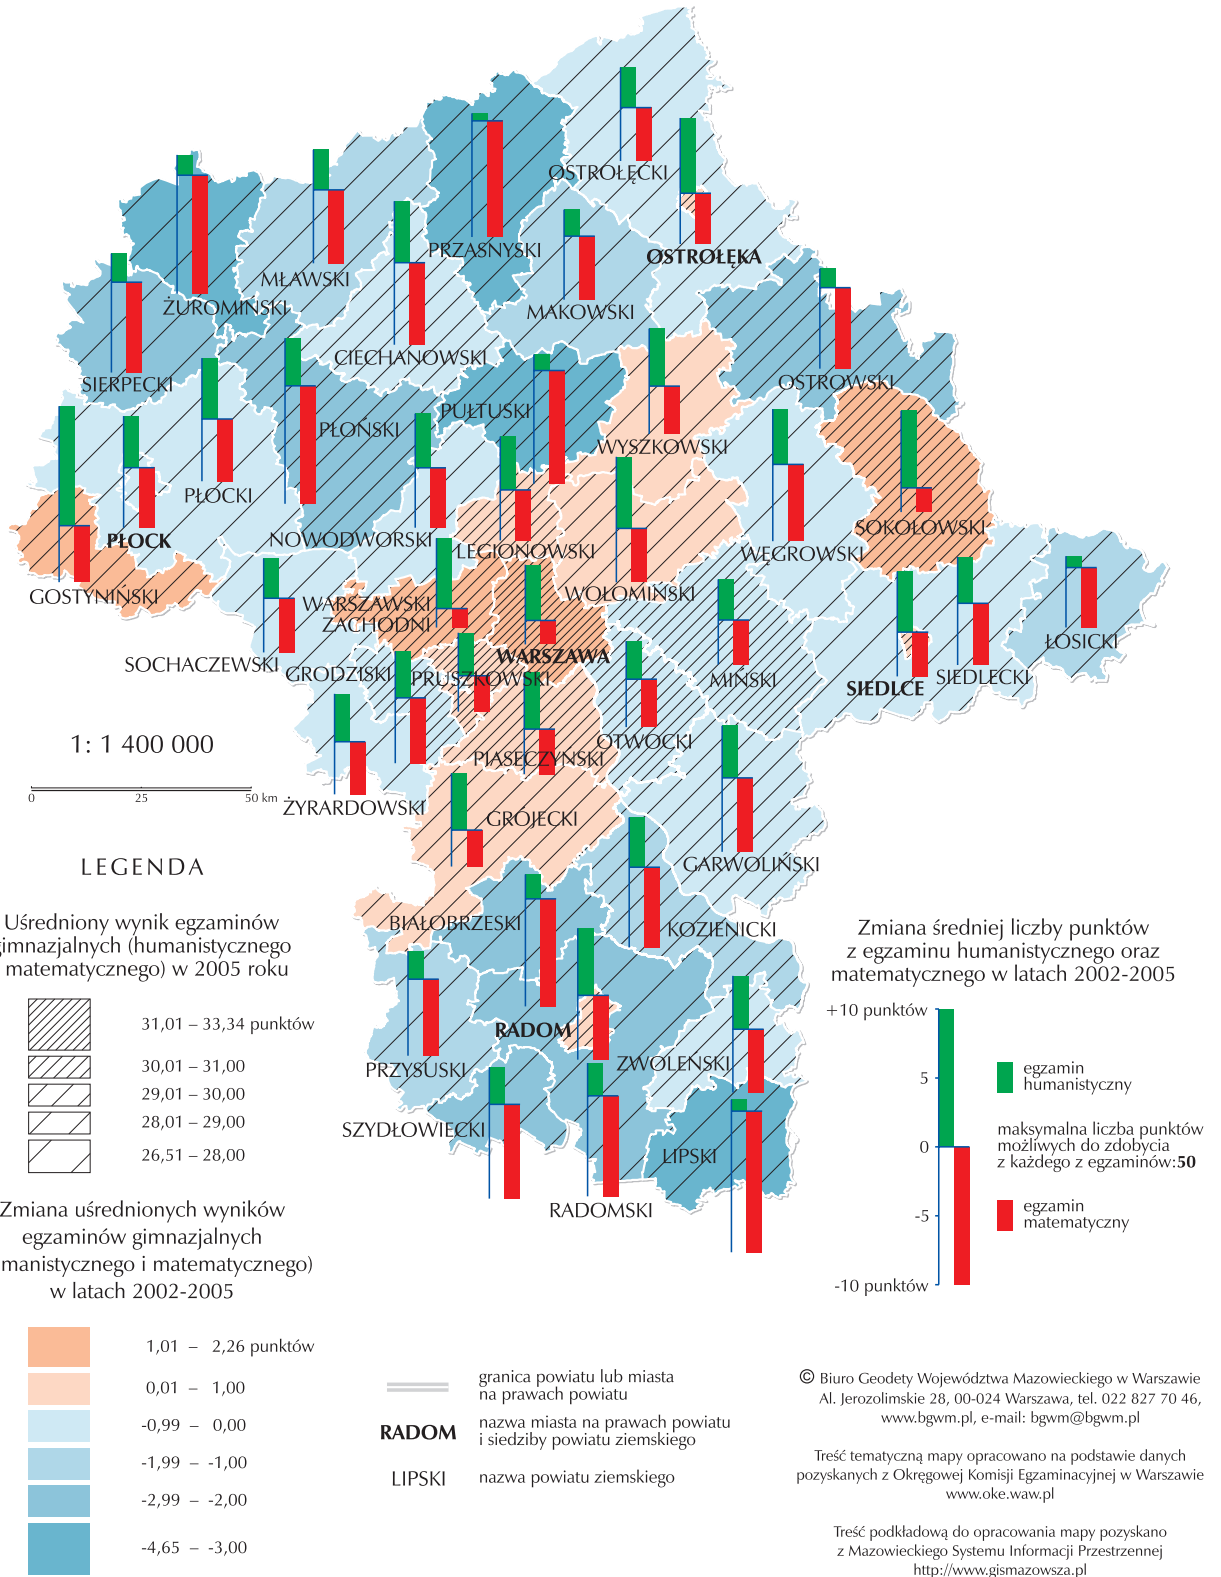 OSTROŁĘCKI
OSTROŁĘKA
PRZASNYSKI
MŁAWSKI
ŻUROMIŃSKI
MAKOWSKI
CIECHANOWSKI
SIERPECKI
OSTROWSKI
PUŁTUSKI
PŁOŃSKI
WYSZKOWSKI
PŁOCKI
SOKOŁOWSKI
NOWODWORSKI
PŁOCK
LEGIONOWSKI
WĘGROWSKI
GOSTYNIŃSKI
WOŁOMIŃSKI
WARSZAWSKI
ZACHODNI
ŁOSICKI
WARSZAWA
SOCHACZEWSKI
GRODZISKI
PRUSZKOWSKI
MIŃSKI
SIEDLCE
SIEDLECKI
OTWOCKI
PIASECZYŃSKI
1: 1 400 000
0 25 50 km
ŻYRARDOWSKI
GRÓJECKI
GARWOLIŃSKI
BIAŁOBRZESKI
KOZIENICKI
RADOM
ZWOLEŃSKI
PRZYSUSKI
SZYDŁOWIECKI
LIPSKI
RADOMSKI
LEGENDA
Uśredniony wynik egzaminów
gimnazjalnych (humanistycznego
matematycznego) w 2005 roku
31,01 – 33,34 punktów
30,01 – 31,00
29,01 – 30,00
28,01 – 29,00
26,51 – 28,00
Zmiana uśrednionych wyników
egzaminów gimnazjalnych
manistycznego i matematycznego)
w latach 2002-2005
1,01 – 2,26 punktów
0,01 – 1,00
-0,99 – 0,00
-1,99 – -1,00
-2,99 – -2,00
-4,65 – -3,00
granica powiatu lub miasta
na prawach powiatu
RADOM nazwa miasta na prawach powiatu
i siedziby powiatu ziemskiego
LIPSKI nazwa powiatu ziemskiego
Zmiana średniej liczby punktów
z egzaminu humanistycznego oraz
matematycznego w latach 2002-2005
+10 punktów
5
0
-5
-10 punktów
egzamin
humanistyczny
maksymalna liczba punktów
możliwych do zdobycia
z każdego z egzaminów:50
egzamin
matematyczny
© Biuro Geodety Województwa Mazowieckiego w Warszawie
Al. Jerozolimskie 28, 00-024 Warszawa, tel. 022 827 70 46,
www.bgwm.pl, e-mail: bgwm@bgwm.pl
Treść tematyczną mapy opracowano na podstawie danych
pozyskanych z Okręgowej Komisji Egzaminacyjnej w Warszawie
www.oke.waw.pl
Treść podkładową do opracowania mapy pozyskano
z Mazowieckiego Systemu Informacji Przestrzennej
http://www.gismazowsza.pl